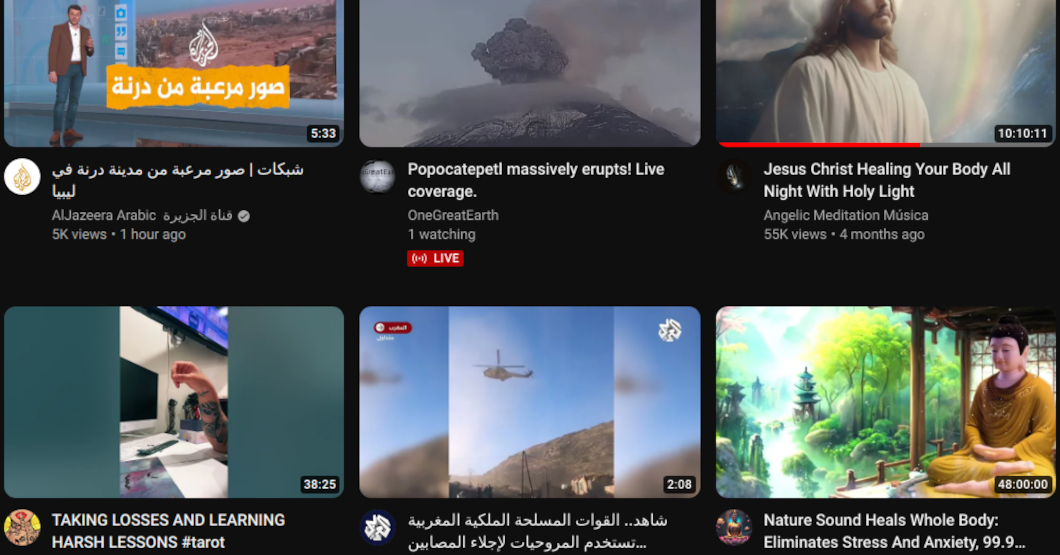 صور مرعبة من درنة
5:33
10:10:11
شبكات | صور مرعبة من مدينة درنة في
ليبيا
AlJazeera Arabic قناة الجزيرة
5K views • 1 hour ago
Popocatepetl massively erupts! Live
coverage.
OneGreatEarth
1 watching
LIVE
Jesus Christ Healing Your Body All
Night With Holy Light
Angelic Meditation Música
55K views • 4 months ago
38:25
المغرب
متداول
2:08
48:00:00
TAKING LOSSES AND LEARNING
HARSH LESSONS #tarot
شاهد.. القوات المسلحة الملكية المغربية
تستخدم المروحيات لإجلاء المصابين...
Nature Sound Heals Whole Body:
Eliminates Stress And Anxiety, 99.9...